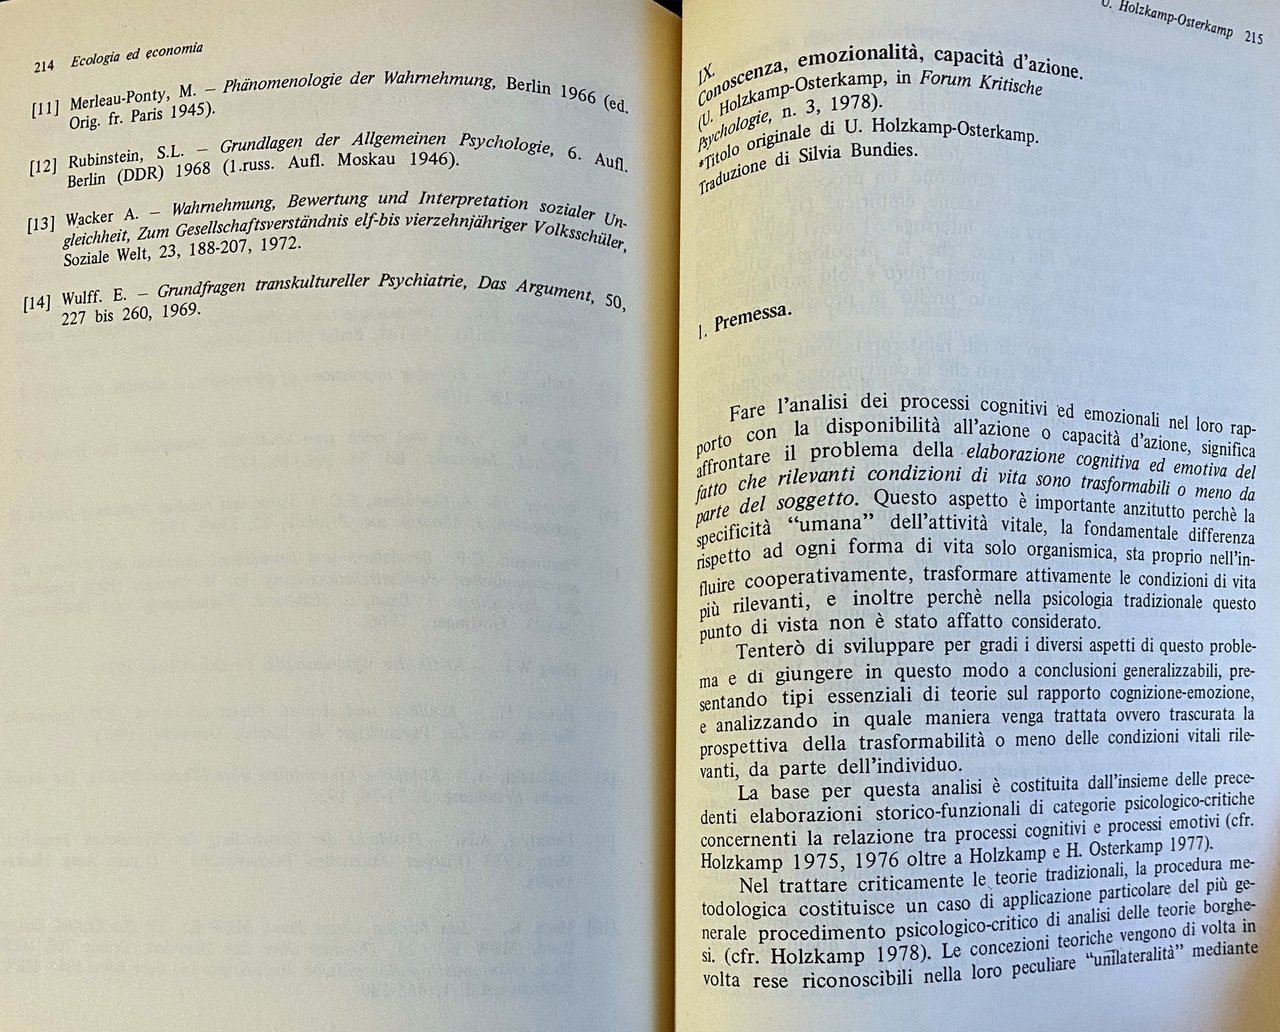 214 Ecologia ed economia
[11] Merleau-Ponty, M. — Phänomenologie der Wahrnehmung, Berlin 1966 (ed.
Orig. fr. Paris 1945).
[12] Rubinstein, S.L. — Grundlagen der Allgemeinen Psychologie, 6. Aufl.
Berlin (DDR) 1968 (1.russ. Aufl. Moskau 1946).
[13] Wacker A. — Wahrnehmung, Bewertung und Interpretation sozialer Un-
gleichheit, Zum Gesellschaftsverständnis elf-bis vierzehnjähriger Volksschüler,
Soziale Welt, 23, 188-207, 1972.
[14] Wulff. E. — Grundfragen transkultureller Psychiatrie, Das Argument, 50,
227 bis 260, 1969.
U. Holzkamp-Osterkamp 215
IX.
Conoscenza, emozionalità, capacità d'azione.
(U. Holzkamp-Osterkamp, in Forum Kritische
Psychologie, n. 3, 1978).
*Titolo originale di U. Holzkamp-Osterkamp.
Traduzione di Silvia Bundies.
1. Premessa.
Fare l'analisi dei processi cognitivi ed emozionali nel loro rap-
porto con la disponibilità all'azione o capacità d'azione, significa
affrontare il problema della elaborazione cognitiva ed emotiva del
fatto che rilevanti condizioni di vita sono trasformabili o meno da
parte del soggetto. Questo aspetto è importante anzitutto perchè la
specificità “umana” dell'attività vitale, la fondamentale differenza
rispetto ad ogni forma di vita solo organismica, sta proprio nell'in-
fluire cooperativamente, trasformare attivamente le condizioni di vita
più rilevanti, e inoltre perchè nella psicologia tradizionale questo
punto di vista non è stato affatto considerato.
Tenterò di sviluppare per gradi i diversi aspetti di questo proble-
ma e di giungere in questo modo a conclusioni generalizzabili, pre-
sentando tipi essenziali di teorie sul rapporto cognizione-emozione,
e analizzando in quale maniera venga trattata ovvero trascurata la
prospettiva della trasformabilità o meno delle condizioni vitali rile-
vanti, da parte dell'individuo.
La base per questa analisi è costituita dall'insieme delle prece-
denti elaborazioni storico-funzionali di categorie psicologico-critiche
concernenti la relazione tra processi cognitivi e processi emotivi (cfr.
Holzkamp 1975, 1976 oltre a Holzkamp e H. Osterkamp 1977).
Nel trattare criticamente le teorie tradizionali, la procedura me-
todologica costituisce un caso di applicazione particolare del più ge-
nerale procedimento psicologico-critico di analisi delle teorie borghe-
si. (cfr. Holzkamp 1978). Le concezioni teoriche vengono di volta in
volta rese riconoscibili nella loro peculiare “unilateralità” mediante